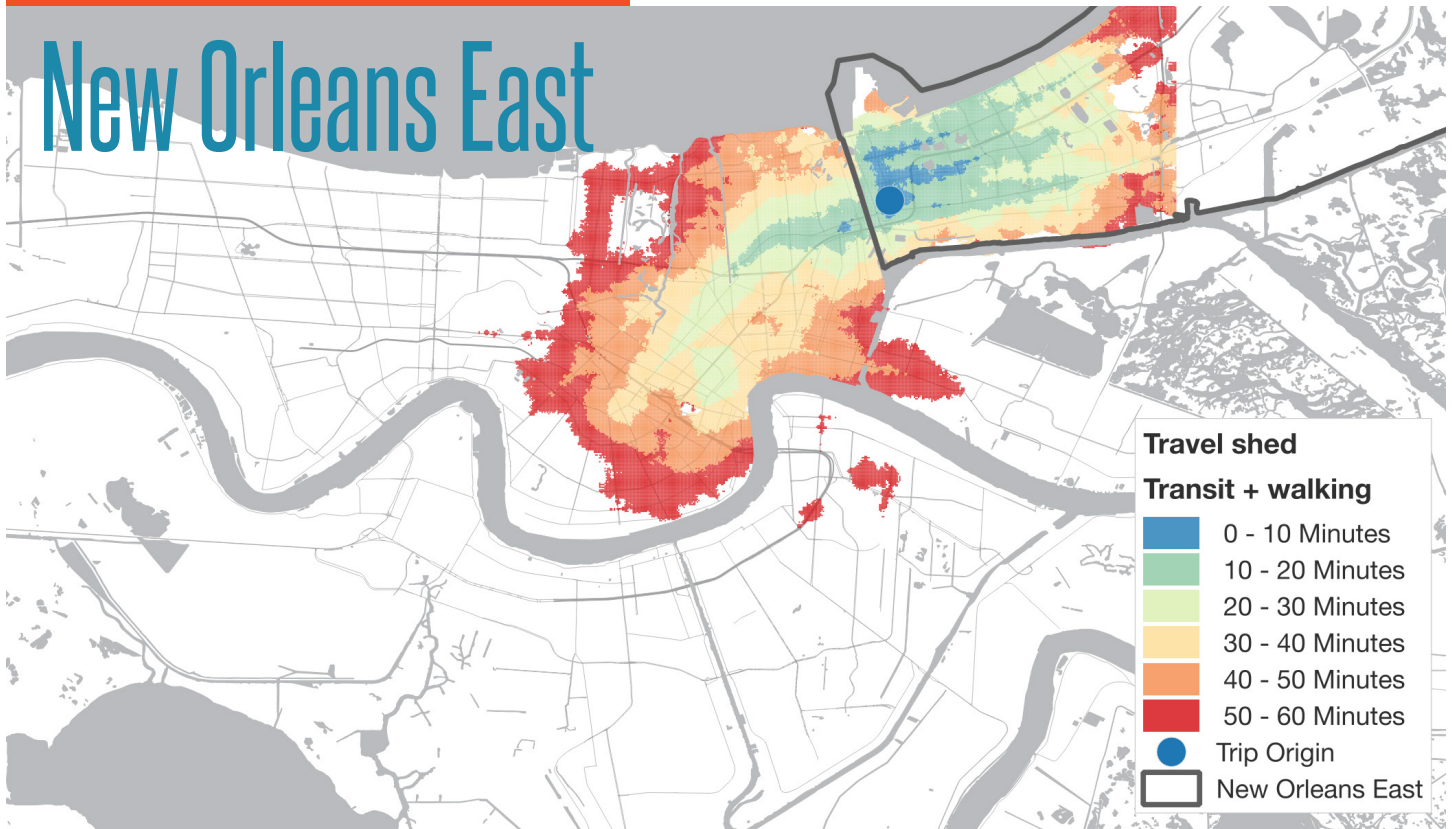 New Orleans East
Travel shed
Transit + walking
0 - 10 Minutes
10 - 20 Minutes
20 - 30 Minutes
30 - 40 Minutes
40 - 50 Minutes
50 - 60 Minutes
Trip Origin
New Orleans East